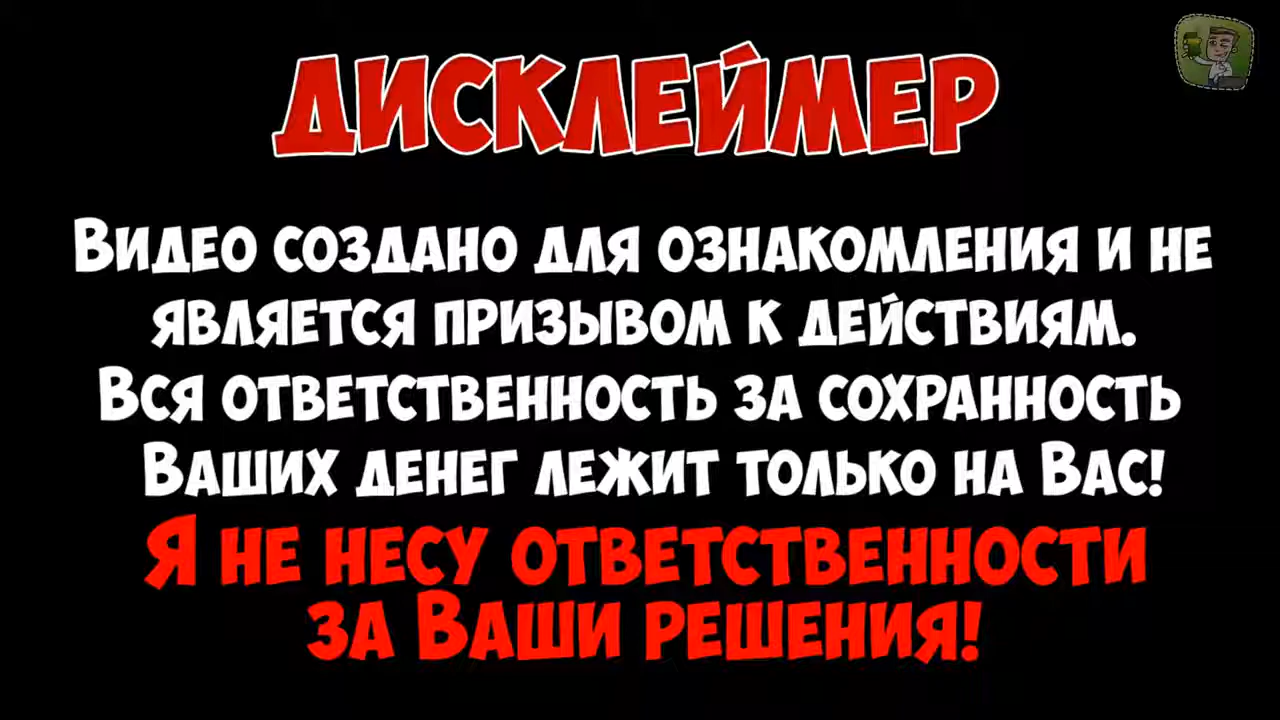 ДИСКЛЕЙМЕР
Видео создано для ознакомления и не
является призывом к действиям.
Вся ответственность за сохранность
Ваших денег лежит только на Вас!
Я не несу ответственности
за Ваши решения!